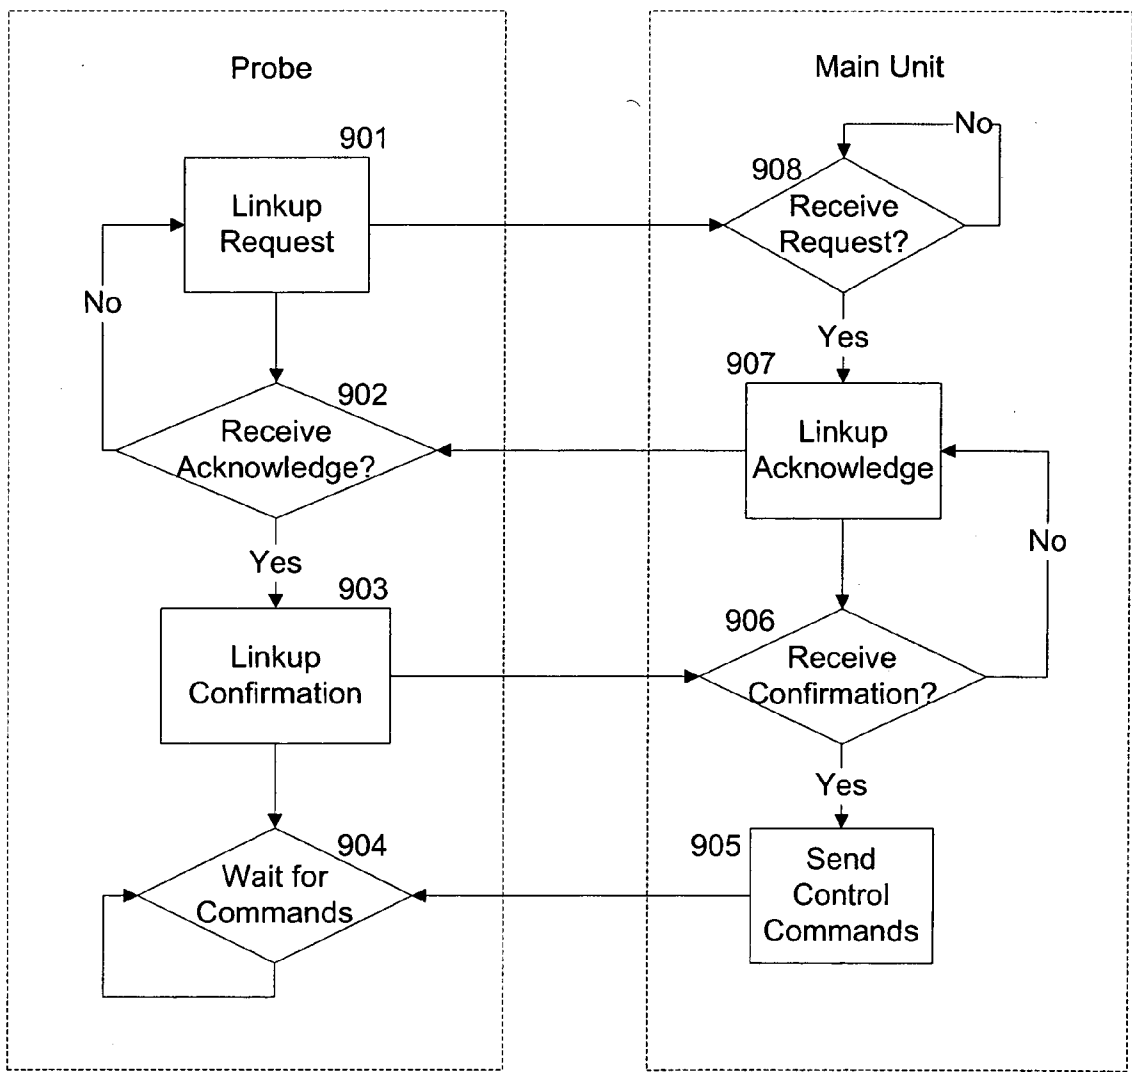 Probe
901
Linkup
Request
No
902
Receive
Acknowledge?
Yes
903
Linkup
Confirmation
904
Wait for
Commands
Main Unit
No
908
Receive
Request?
Yes
907
Linkup
Acknowledge
No
906
Receive
Confirmation?
Yes
905
Send
Control
Commands